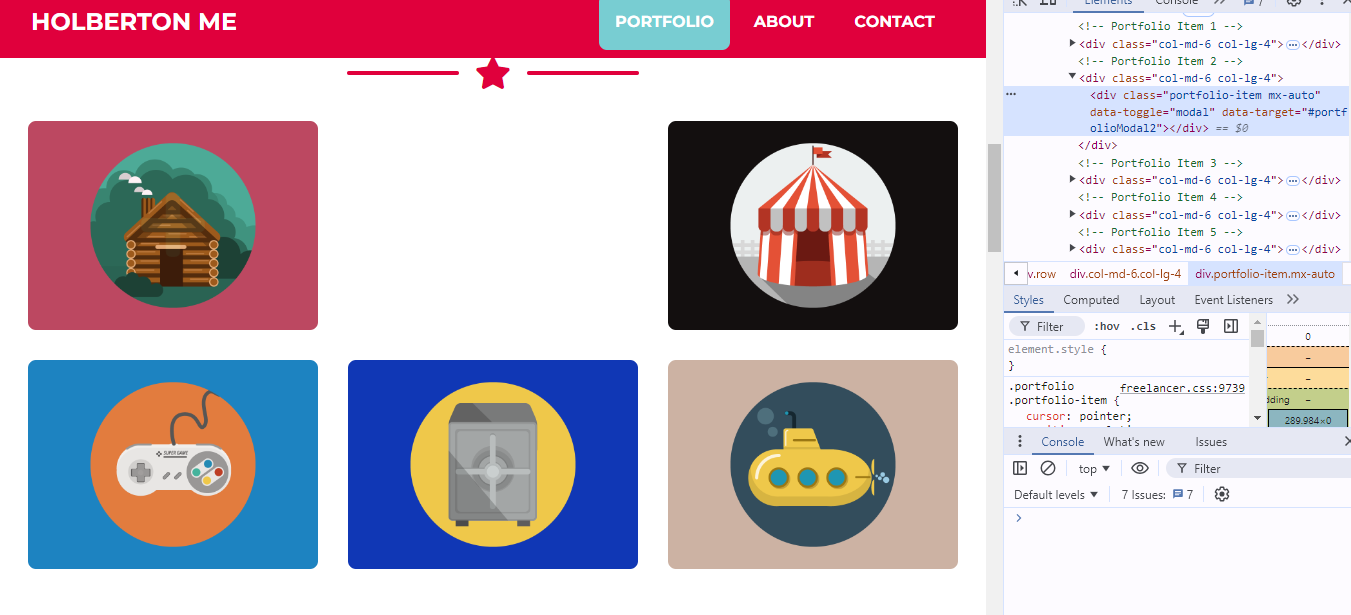 HOLBERTON ME
PORTFOLIO
ABOUT
CONTACT
SUPER GAME
Elements
Console
7
<!-- Portfolio Item 1 -->
<div class="col-md-6 col-lg-4"></div>
<!-- Portfolio Item 2 -->
<div class="col-md-6 col-lg-4">
<div class="portfolio-item mx-auto"
data-toggle="modal" data-target="#portf
olioModal2"></div> == $0
</div>
<!-- Portfolio Item 3 -->
<div class="col-md-6 col-lg-4"></div>
<!-- Portfolio Item 4 -->
<div class="col-md-6 col-lg-4"></div>
<!-- Portfolio Item 5 -->
<div class="col-md-6 col-lg-4"></div>
v.row div.col-md-6.col-lg-4 div.portfolio-item.mx-auto
Styles Computed Layout Event Listeners
Filter :hov .cls
element.style {
}
.portfolio freelancer.css:9739
.portfolio-item {
cursor: pointer;
0
–
–
dding –
289.984×0
Console What's new Issues
top Filter
Default levels 7 Issues: 7